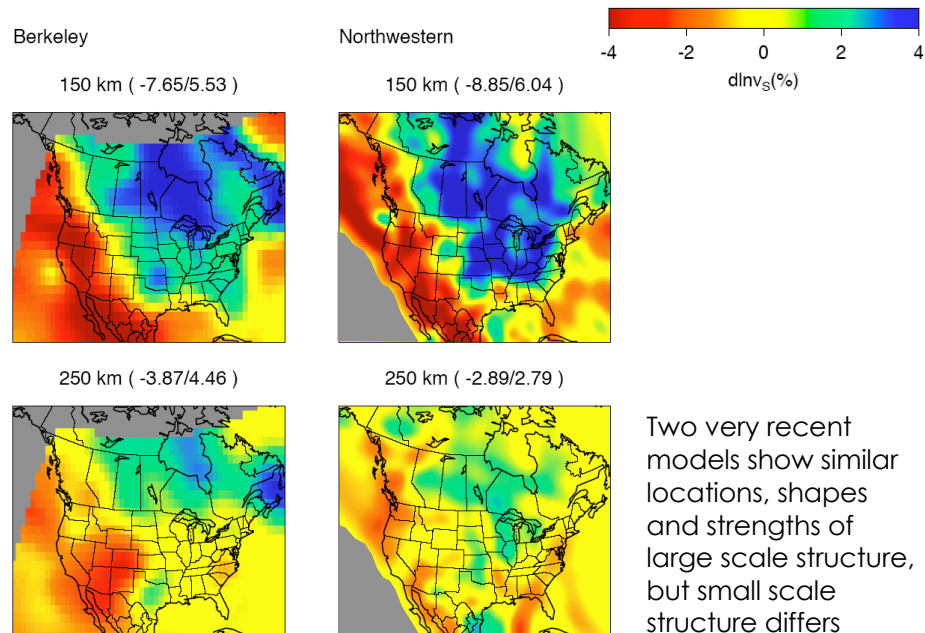 Berkeley
Northwestern
-4 -2 0 2 4
dlnvS(%)
150 km ( -7.65/5.53 )
150 km ( -8.85/6.04 )
250 km ( -3.87/4.46 )
250 km ( -2.89/2.79 )
Two very recent
models show similar
locations, shapes
and strengths of
large scale structure,
but small scale
structure differs